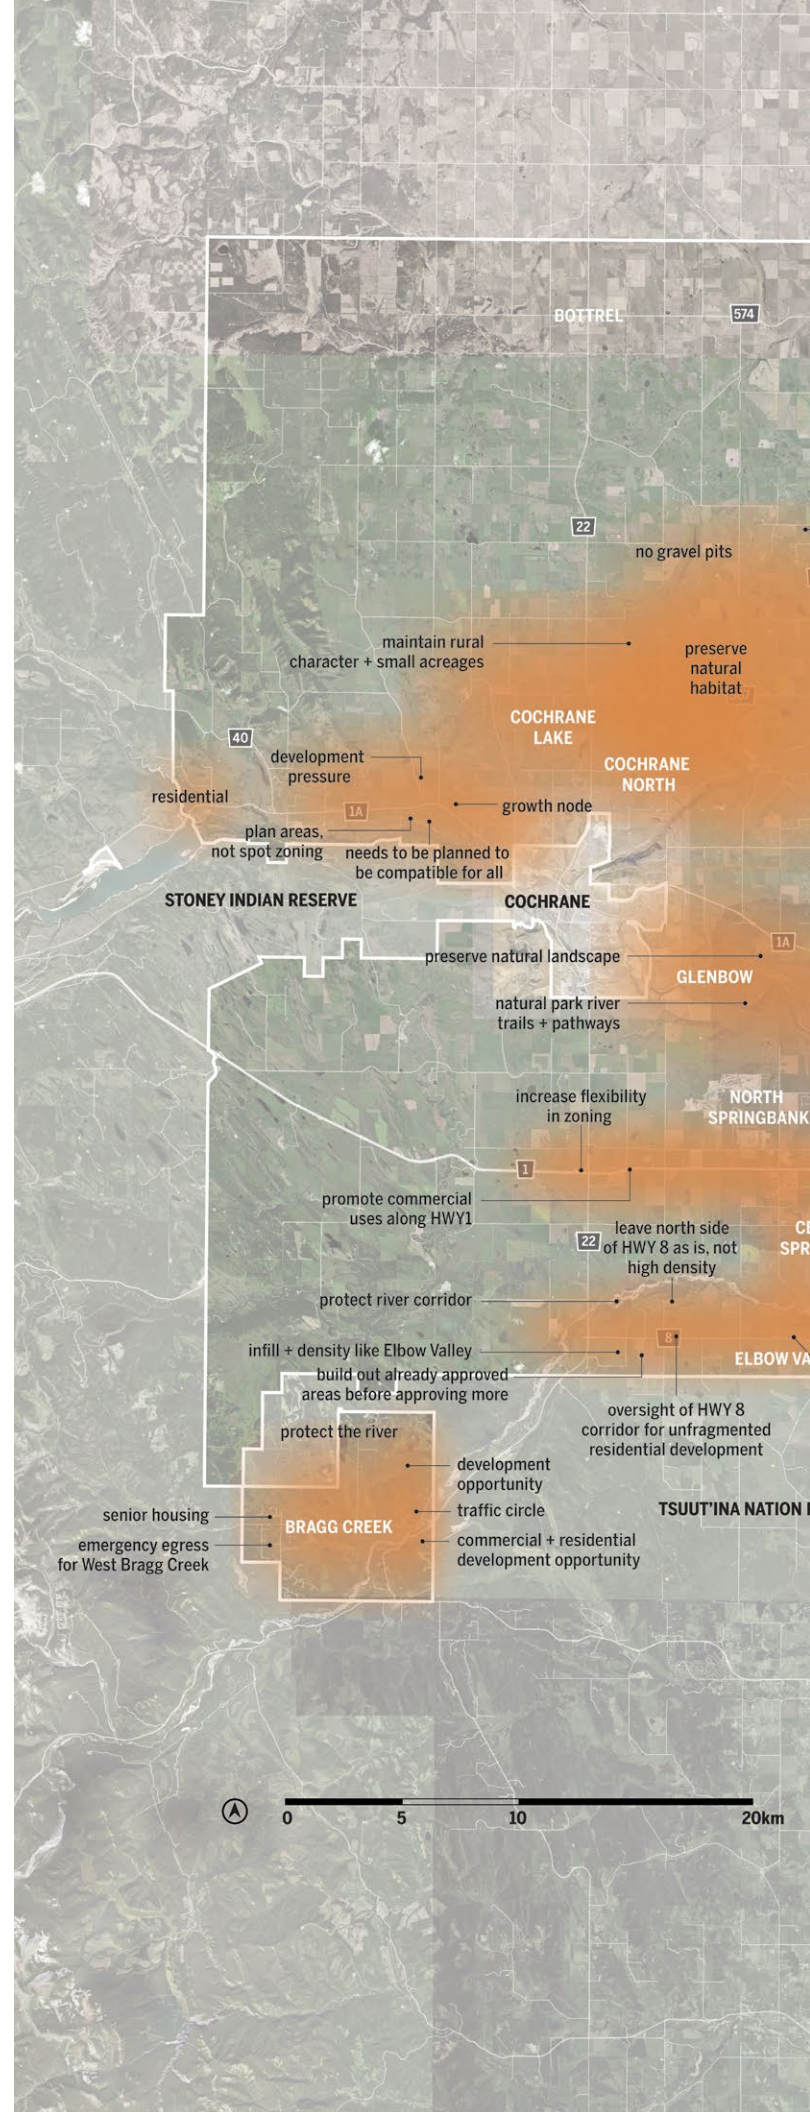 BOTTREL
574
22
no gravel pits
maintain rural
character + small acreages
preserve
natural
habitat
COCHRANE
LAKE
40
COCHRANE
NORTH
development
pressure
residential
growth node
1A
plan areas,
not spot zoning
needs to be planned to
be compatible for all
STONEY INDIAN RESERVE
COCHRANE
1A
preserve natural landscape
GLENBOW
natural park river
trails + pathways
increase flexibility
in zoning
NORTH
SPRINGBANK
1
promote commercial
uses along HWY1
22
leave north side
of HWY 8 as is, not
high density
CE
SPR
protect river corridor
8
infill + density like Elbow Valley
ELBOW VA
build out already approved
areas before approving more
oversight of HWY 8
corridor for unfragmented
residential development
protect the river
development
opportunity
senior housing
traffic circle
TSUUT'INA NATION
BRAGG CREEK
emergency egress
for West Bragg Creek
commercial + residential
development opportunity
0
5
10
20km